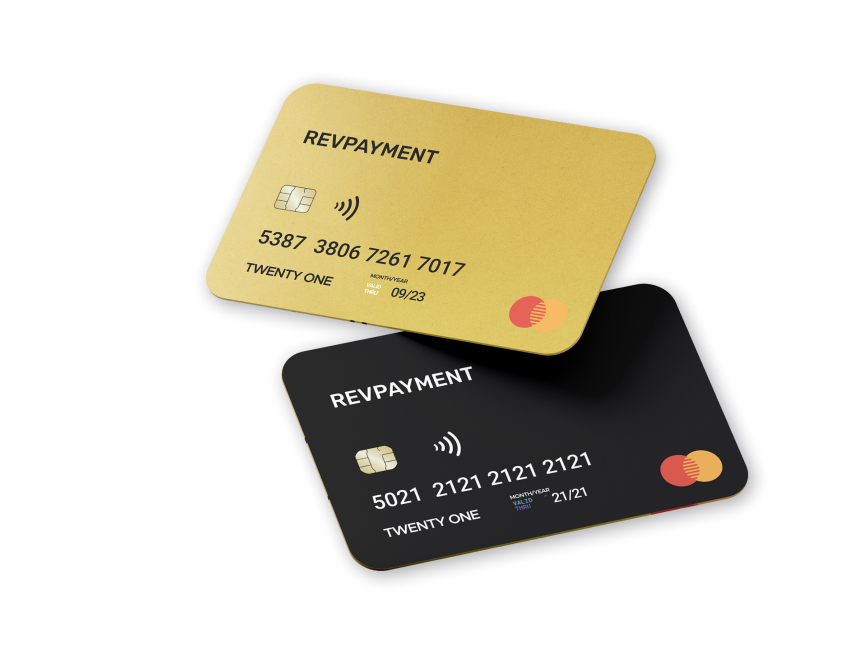 REVPAYMENT
5387 3806 7261 7017
MONTH/YEAR
TWENTY ONE
VALID
THRU
09/23
REVPAYMENT
5021 2121 2121 2121
MONTH/YEAR
TWENTY ONE
VALID
THRU
21/21